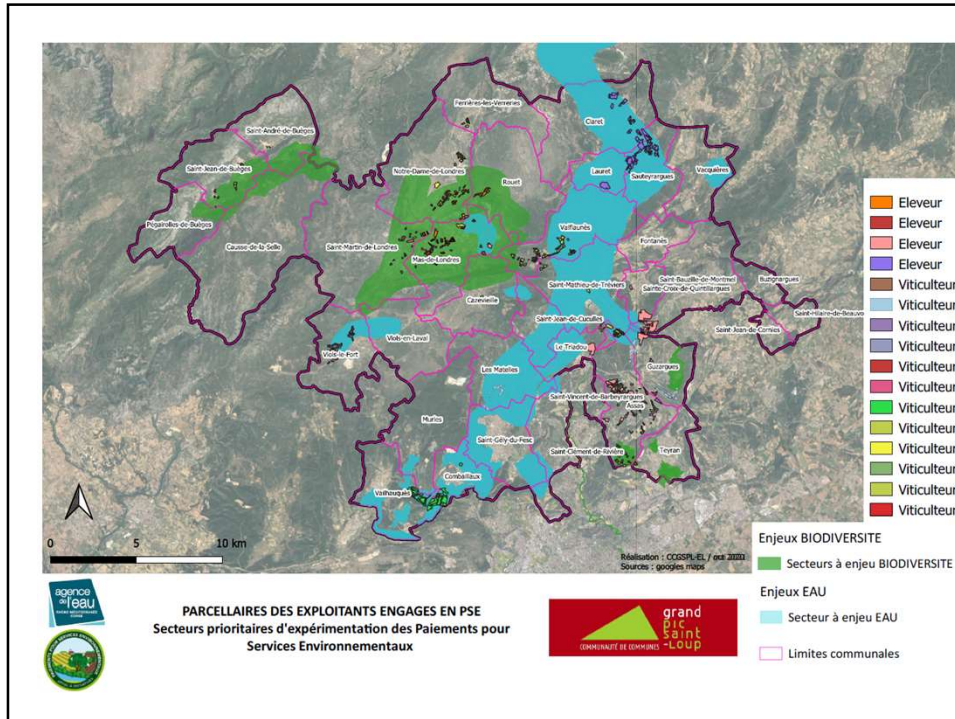 Saint-André-de-Buèges
Saint-Jean-de-Buèges
Pégairolles-de-Buèges
Causse-de-la-Selle
Ferrières-les-Verreries
Notre-Dame-de-Londres
Rouet
Saint-Martin-de-Londres
Mas-de-Londres
Claret
Lauret
Sauteyrargues
Vacquières
Valflaunès
Fontanès
Cazevieille
Saint-Mathieu-de-Tréviers
Saint-Bauzille-de-Montmel
Sainte-Croix-de-Quintillargues
Buzignargues
Saint-Hilaire-de-Beauvo
Saint-Jean-de-Cornies
Saint-Jean-de-Cuculles
Viols-le-Fort
Viols-en-Laval
Le Triadou
Les Matelles
Guzargues
Saint-Vincent-de-Barbeyrargues
Assas
Murles
Saint-Gély-du-Fesc
Saint-Clément-de-Rivière
Teyran
Combaillaux
Vailhauquès
Eleveur
Eleveur
Eleveur
Eleveur
Viticulteur
Viticulteur
Viticulteur
Viticulteur
Viticulteur
Viticulteur
Viticulteur
Viticulteur
Viticulteur
Viticulteur
Viticulteur
Viticulteur
0 5 10 km
Réalisation : CCGSPL-EL / oct
Sources : googles maps
Enjeux BIODIVERSITE
Secteurs à enjeu BIODIVERSITE
Enjeux EAU
Secteur à enjeu EAU
Limites communales
agence
de l'eau
PARCELLAIRES DES EXPLOITANTS ENGAGES EN PSE
Secteurs prioritaires d'expérimentation des Paiements pour
Services Environnementaux
grand
pic
saint
-loup
COMMUNAUTÉ DE COMMUNES